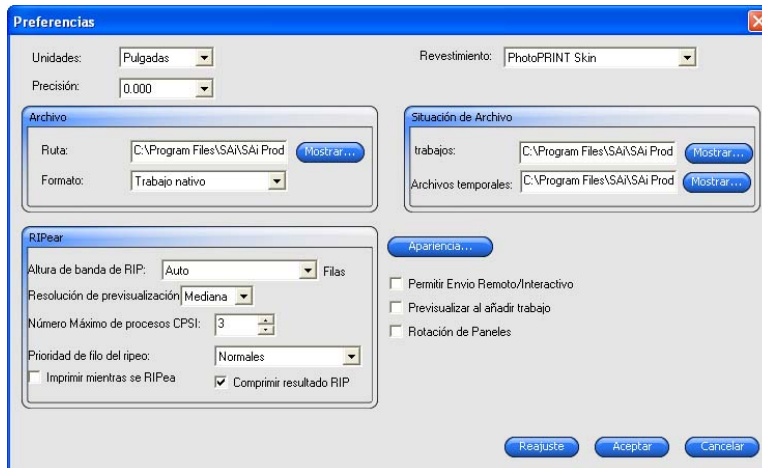 Preferencias
Unidades: Pulgadas
Revestimiento: PhotoPRINT Skin
Precisión: 0.000
Archivo
Ruta: C:\Program Files\SAi\SAi Prod Mostrar...
Formato: Trabajo nativo
Situación de Archivo
trabajos: C:\Program Files\SAi\SAi Prod Mostrar...
Archivos temporales: C:\Program Files\SAi\SAi Prod Mostrar...
RIPear
Altura de banda de RIP: Auto Filas
Resolución de previsualización Mediana
Número Máximo de procesos CPSI: 3
Prioridad de filo del ripeo: Normales
Imprimir mientras se RIPea
Comprimir resultado RIP
Apariencia...
Permitir Envio Remoto/Interactivo
Previsualizar al añadir trabajo
Rotación de Paneles
Reajuste Aceptar Cancelar